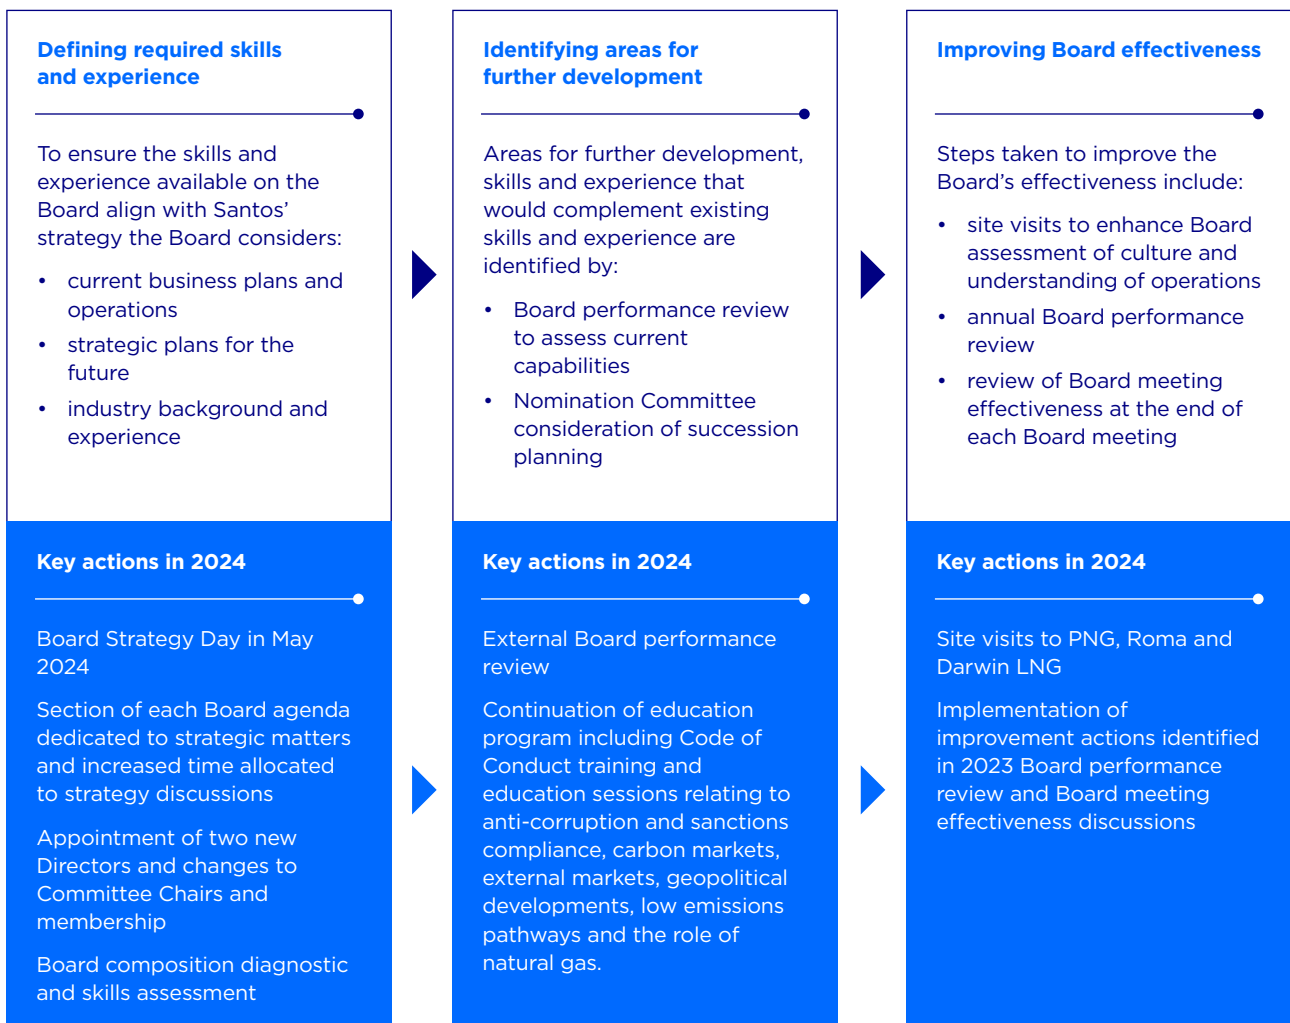 Defining required skills
and experience
To ensure the skills and
experience available on the
Board align with Santos’
strategy the Board considers:
• current business plans and
operations
• strategic plans for the
future
• industry background and
experience
Key actions in 2024
Board Strategy Day in May
2024
Section of each Board agenda
dedicated to strategic matters
and increased time allocated
to strategy discussions
Appointment of two new
Directors and changes to
Committee Chairs and
membership
Board composition diagnostic
and skills assessment
Identifying areas for
further development
Areas for further development,
skills and experience that
would complement existing
skills and experience are
identified by:
• Board performance review
to assess current
capabilities
• Nomination Committee
consideration of succession
planning
Key actions in 2024
External Board performance
review
Continuation of education
program including Code of
Conduct training and
education sessions relating to
anti-corruption and sanctions
compliance, carbon markets,
external markets, geopolitical
developments, low emissions
pathways and the role of
natural gas.
Improving Board effectiveness
Steps taken to improve the
Board’s effectiveness include:
• site visits to enhance Board
assessment of culture and
understanding of operations
• annual Board performance
review
• review of Board meeting
effectiveness at the end of
each Board meeting
Key actions in 2024
Site visits to PNG, Roma and
Darwin LNG
Implementation of
improvement actions identified
in 2023 Board performance
review and Board meeting
effectiveness discussions